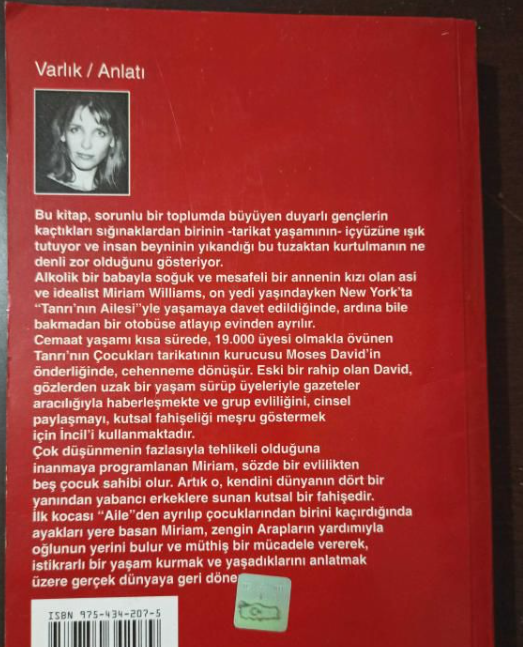 Varlık / Anlatı
Bu kitap, sorunlu bir toplumda büyüyen duyarlı gençlerin
kaçtıkları sığınaklardan birinin -tarikat yaşamının- içyüzüne ışık
tutuyor ve insan beyninin yıkandığı bu tuzaktan kurtulmanın ne
denli zor olduğunu gösteriyor.
Alkolik bir babayla soğuk ve mesafeli bir annenin kızı olan asi
ve idealist Miriam Williams, on yedi yaşındayken New York'ta
“Tanrı'nın Ailesi”yle yaşamaya davet edildiğinde, ardına bile
bakmadan bir otobüse atlayıp evinden ayrılır.
Cemaat yaşamı kısa sürede, 19.000 üyesi olmakla övünen
Tanrı'nın Çocukları tarikatının kurucusu Moses David'in
önderliğinde, cehenneme dönüşür. Eski bir rahip olan David,
gözlerden uzak bir yaşam sürüp üyeleriyle gazeteler
aracılığıyla haberleşmekte ve grup evliliğini, cinsel
paylaşmayı, kutsal fahişeliği meşru göstermek
için İncil'i kullanmaktadır.
Çok düşünmenin fazlasıyla tehlikeli olduğuna
inanmaya programlanan Miriam, sözde bir evlilikten
beş çocuk sahibi olur. Artık o, kendini dünyanın dört bir
yanından yabancı erkeklere sunan kutsal bir fahişedir.
İlk kocası “Aile”den ayrılıp çocuklarından birini kaçırdığında
ayakları yere basan Miriam, zengin Arapların yardımıyla
oğlunun yerini bulur ve müthiş bir mücadele vererek,
istikrarlı bir yaşam kurmak ve yaşadıklarını anlatmak
üzere gerçek dünyaya geri döne
ISBN 975-434-207-5